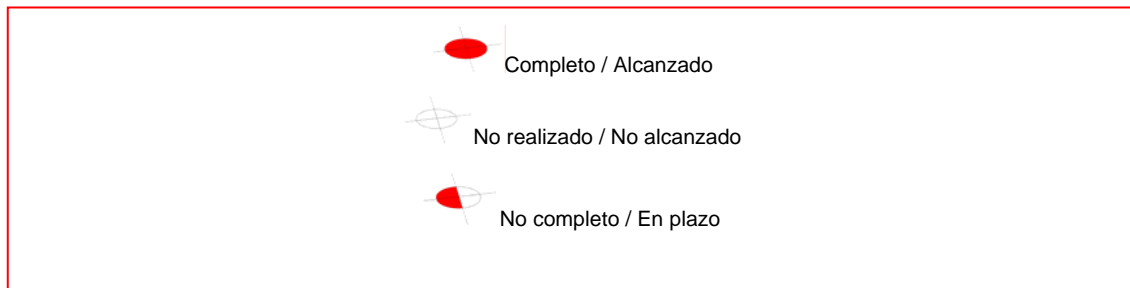 Completo / Alcanzado
No realizado / No alcanzado
No completo / En plazo